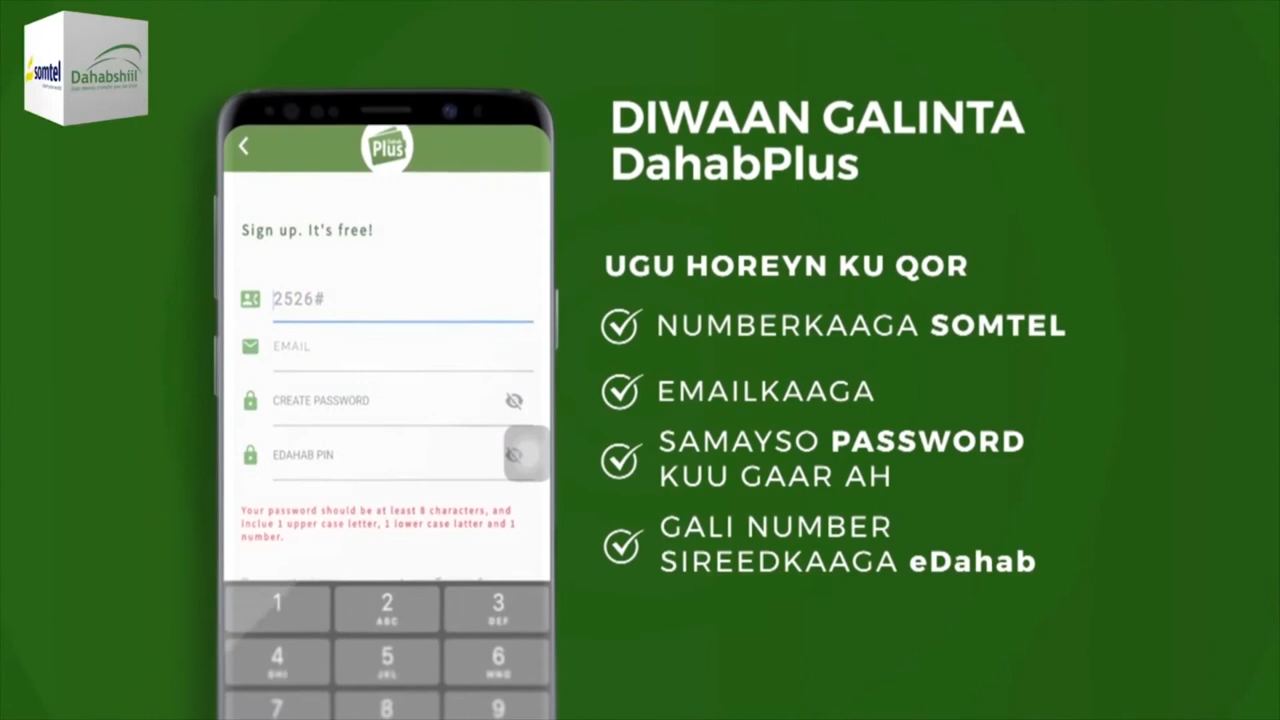 somtel
Dahabshiil
DIWAAN GALINTA
DahabPlus
Plus
Sign up. It's free!
2526#
EMAIL
CREATE PASSWORD
EDAHAB PIN
Your password should be at least 8 characters, and
inclue 1 upper case letter, 1 lower case latter and 1
number.
1
2
ABC
3
DEF
4
GHI
5
JKL
6
MNO
7
8
9
UGU HOREYN KU QOR
NUMBERKAAGA SOMTEL
EMAILKAAGA
SAMAYSO PASSWORD
KUU GAAR AH
GALI NUMBER
SIREEDKAAGA eDahab